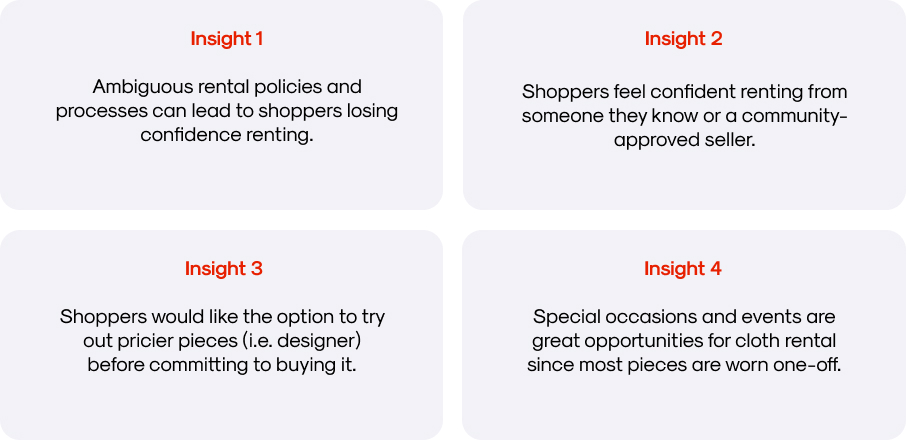 Insight 1
Ambiguous rental policies and
processes can lead to shoppers losing
confidence renting.
Insight 2
Shoppers feel confident renting from
someone they know or a community-
approved seller.
Insight 3
Shoppers would like the option to try
out pricier pieces (i.e. designer)
before committing to buying it.
Insight 4
Special occasions and events are
great opportunities for cloth rental
since most pieces are worn one-off.